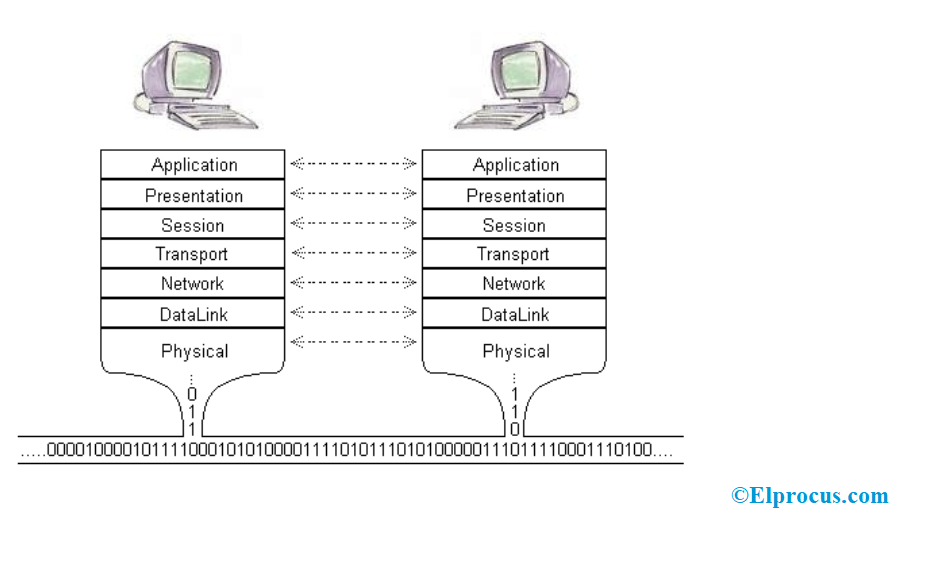 Application Application
Presentation Presentation
Session Session
Transport Transport
Network Network
DataLink DataLink
Physical Physical
0 1
1 1
1 0
.....0000100001011110001010100001111010111010100000111011110001110100....
©Elprocus.com